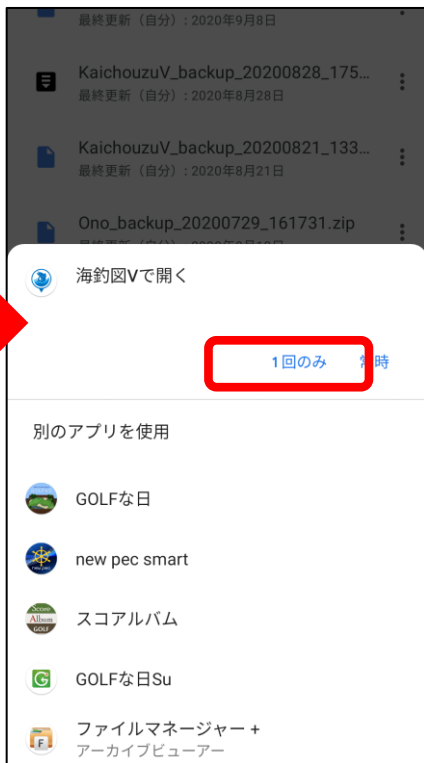 最終更新（自分）: 2020年9月8日
KaichouzuV_backup_20200828_175...
最終更新（自分）: 2020年8月28日
KaichouzuV_backup_20200821_133...
最終更新（自分）: 2020年8月21日
Ono_backup_20200729_161731.zip
海釣図Vで開く
1回のみ 常時
別のアプリを使用
GOLFな日
new pec smart
Score
Album
GOLF
スコアルバム
GOLFな日Su
ファイルマネージャー +
アーカイブビューアー